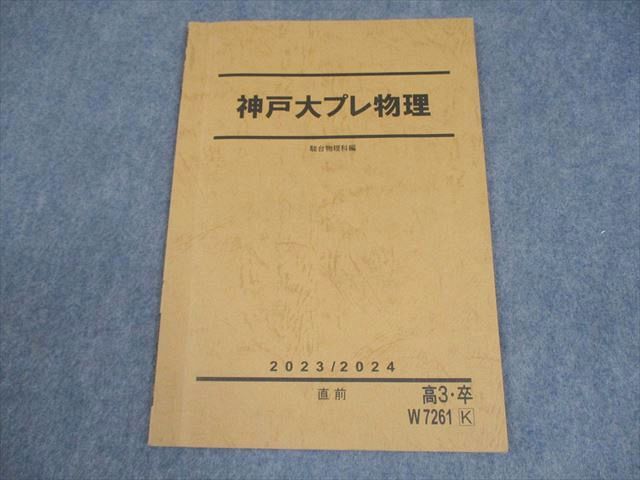 神戸大プレ物理
駿台物理科編
2023/2024
直前
高3・卒
W7261 K